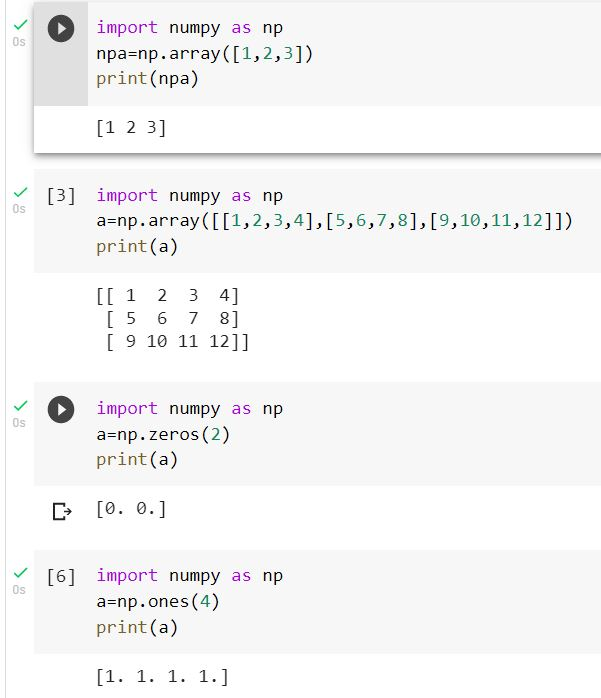 0s
import numpy as np
npa=np.array([1,2,3])
print(npa)
[1 2 3]
0s
[3]
import numpy as np
a=np.array([[1,2,3,4],[5,6,7,8],[9,10,11,12]])
print(a)
[[ 1  2  3  4]
 [ 5  6  7  8]
 [ 9 10 11 12]]
0s
import numpy as np
a=np.zeros(2)
print(a)
[0. 0.]
0s
[6]
import numpy as np
a=np.ones(4)
print(a)
[1. 1. 1. 1.]